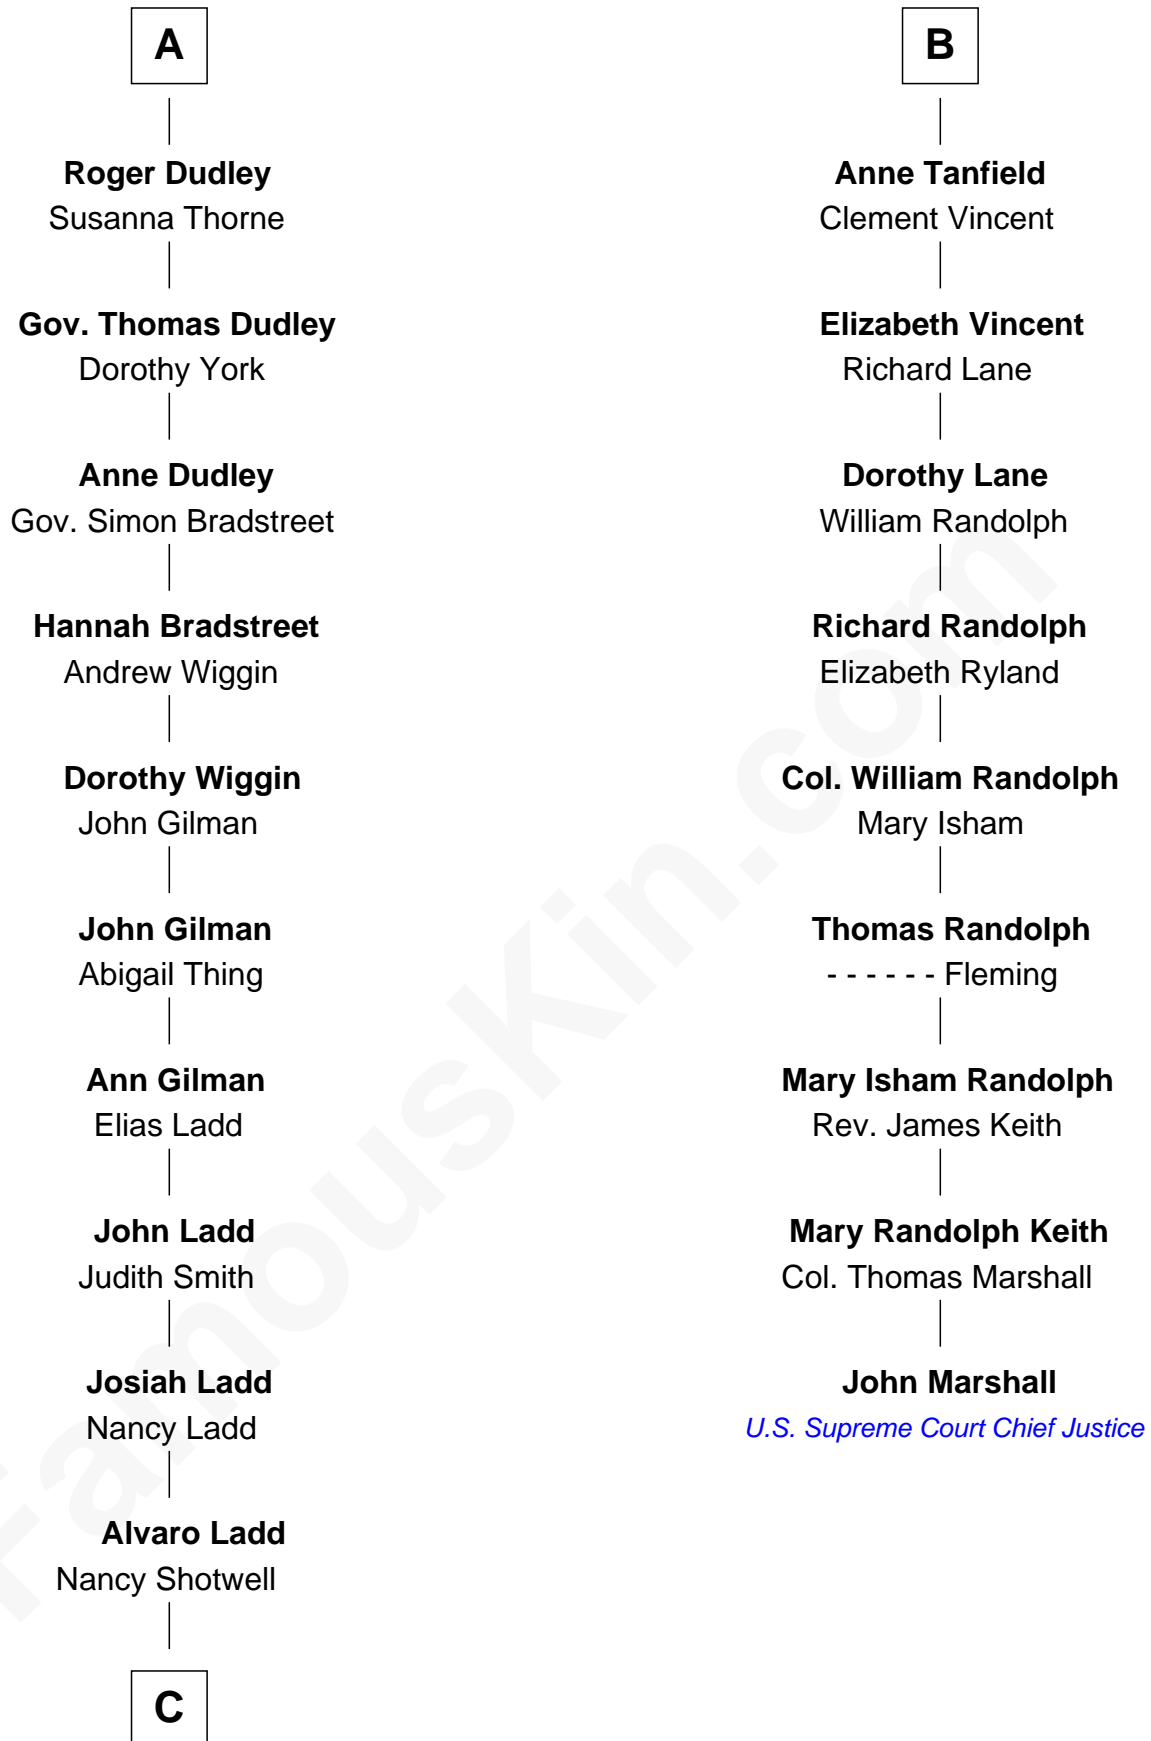 A
Roger Dudley
Susanna Thorne
Gov. Thomas Dudley
Dorothy York
Anne Dudley
Gov. Simon Bradstreet
Hannah Bradstreet
Andrew Wiggin
Dorothy Wiggin
John Gilman
John Gilman
Abigail Thing
Ann Gilman
Elias Ladd
John Ladd
Judith Smith
Josiah Ladd
Nancy Ladd
Alvaro Ladd
Nancy Shotwell
C
B
Anne Tanfield
Clement Vincent
Elizabeth Vincent
Richard Lane
Dorothy Lane
William Randolph
Richard Randolph
Elizabeth Ryland
Col. William Randolph
Mary Isham
Thomas Randolph
- - - - - - Fleming
Mary Isham Randolph
Rev. James Keith
Mary Randolph Keith
Col. Thomas Marshall
John Marshall
U.S. Supreme Court Chief Justice
FamousKin.com